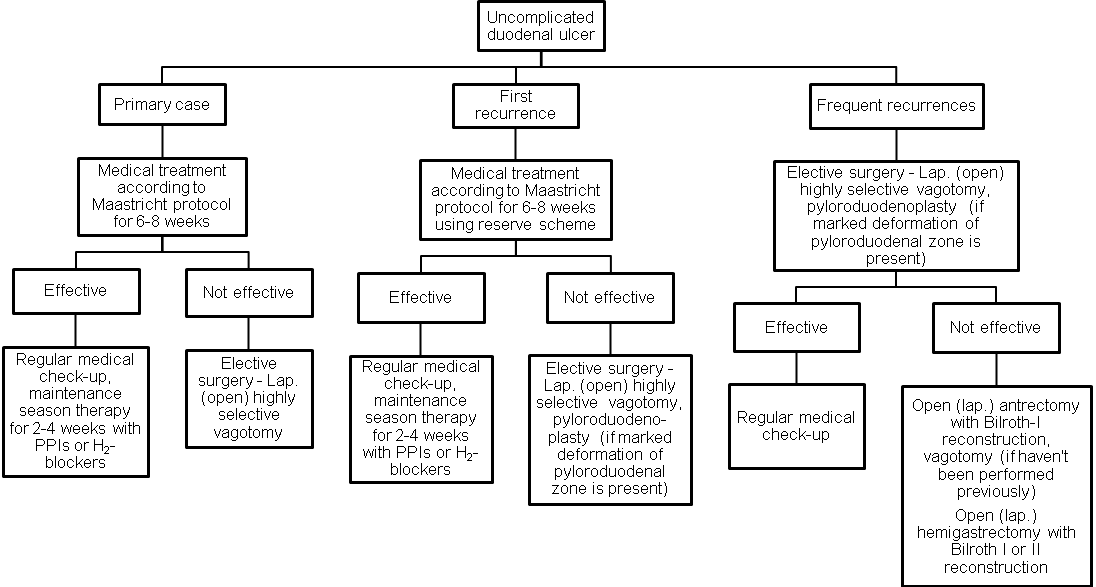 Uncomplicated
duodenal ulcer
Primary case
First
recurrence
Frequent recurrences
Medical treatment
according to
Maastricht protocol
for 6-8 weeks
Medical treatment
according to Maastricht
protocol for 6-8 weeks
using reserve scheme
Elective surgery - Lap. (open)
highly selective vagotomy,
pyloroduodenoplasty (if
marked deformation of
pyloroduodenal zone is
present)
Effective
Not effective
Effective
Not effective
Effective
Not effective
Regular medical
check-up,
maintenance
season therapy
for 2-4 weeks with
PPIs or H2-
blockers
Elective
surgery - Lap.
(open) highly
selective
vagotomy
Regular medical
check-up,
maintenance
season therapy
for 2-4 weeks
with PPIs or H2-
blockers
Elective surgery -
Lap. (open) highly
selective vagotomy,
pyloroduodeno-
plasty (if marked
deformation of
pyloroduodenal
zone is present)
Regular medical
check-up
Open (lap.) antrectomy
with Bilroth-I
reconstruction,
vagotomy (if haven't
been performed
previously)
Open (lap.)
hemigastrectomy with
Bilroth I or II
reconstruction